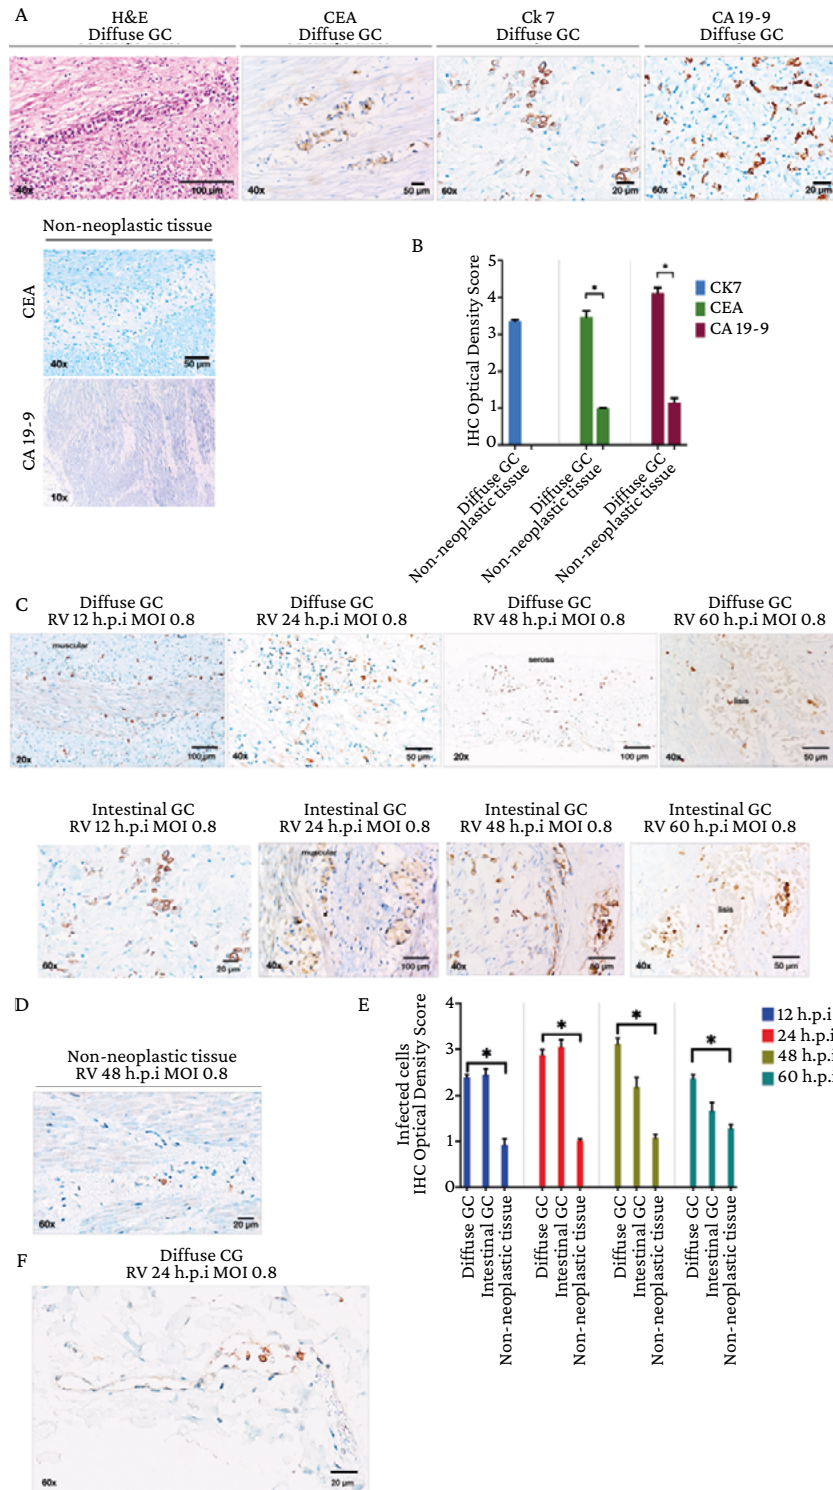 A
H&E
Diffuse GC
CEA
Diffuse GC
Ck 7
Diffuse GC
CA 19-9
Diffuse GC
40x
100 µm
40x
50 µm
60x
20 µm
60x
20 µm
Non-neoplastic tissue
CEA
40x
50 µm
CA 19-9
10x
B
IHC Optical Density Score
5
4
3
2
1
0
*
*
CK7
CEA
CA 19-9
Diffuse GC
Non-neoplastic tissue
Diffuse GC
Non-neoplastic tissue
Diffuse GC
Non-neoplastic tissue
C
Diffuse GC
RV 12 h.p.i MOI 0.8
Diffuse GC
RV 24 h.p.i MOI 0.8
Diffuse GC
RV 48 h.p.i MOI 0.8
Diffuse GC
RV 60 h.p.i MOI 0.8
muscular
20x
100 µm
40x
50 µm
serosa
20x
100 µm
lisis
40x
50 µm
Intestinal GC
RV 12 h.p.i MOI 0.8
Intestinal GC
RV 24 h.p.i MOI 0.8
Intestinal GC
RV 48 h.p.i MOI 0.8
Intestinal GC
RV 60 h.p.i MOI 0.8
60x
20 µm
muscular
40x
100 µm
40x
50 µm
lisis
40x
50 µm
D
Non-neoplastic tissue
RV 48 h.p.i MOI 0.8
60x
20 µm
E
Infected cells
IHC Optical Density Score
4
3
2
1
0
*
*
*
*
12 h.p.i
24 h.p.i
48 h.p.i
60 h.p.i
Diffuse GC
Intestinal GC
Non-neoplastic tissue
Diffuse GC
Intestinal GC
Non-neoplastic tissue
Diffuse GC
Intestinal GC
Non-neoplastic tissue
Diffuse GC
Intestinal GC
Non-neoplastic tissue
F
Diffuse CG
RV 24 h.p.i MOI 0.8
60x
20 µm